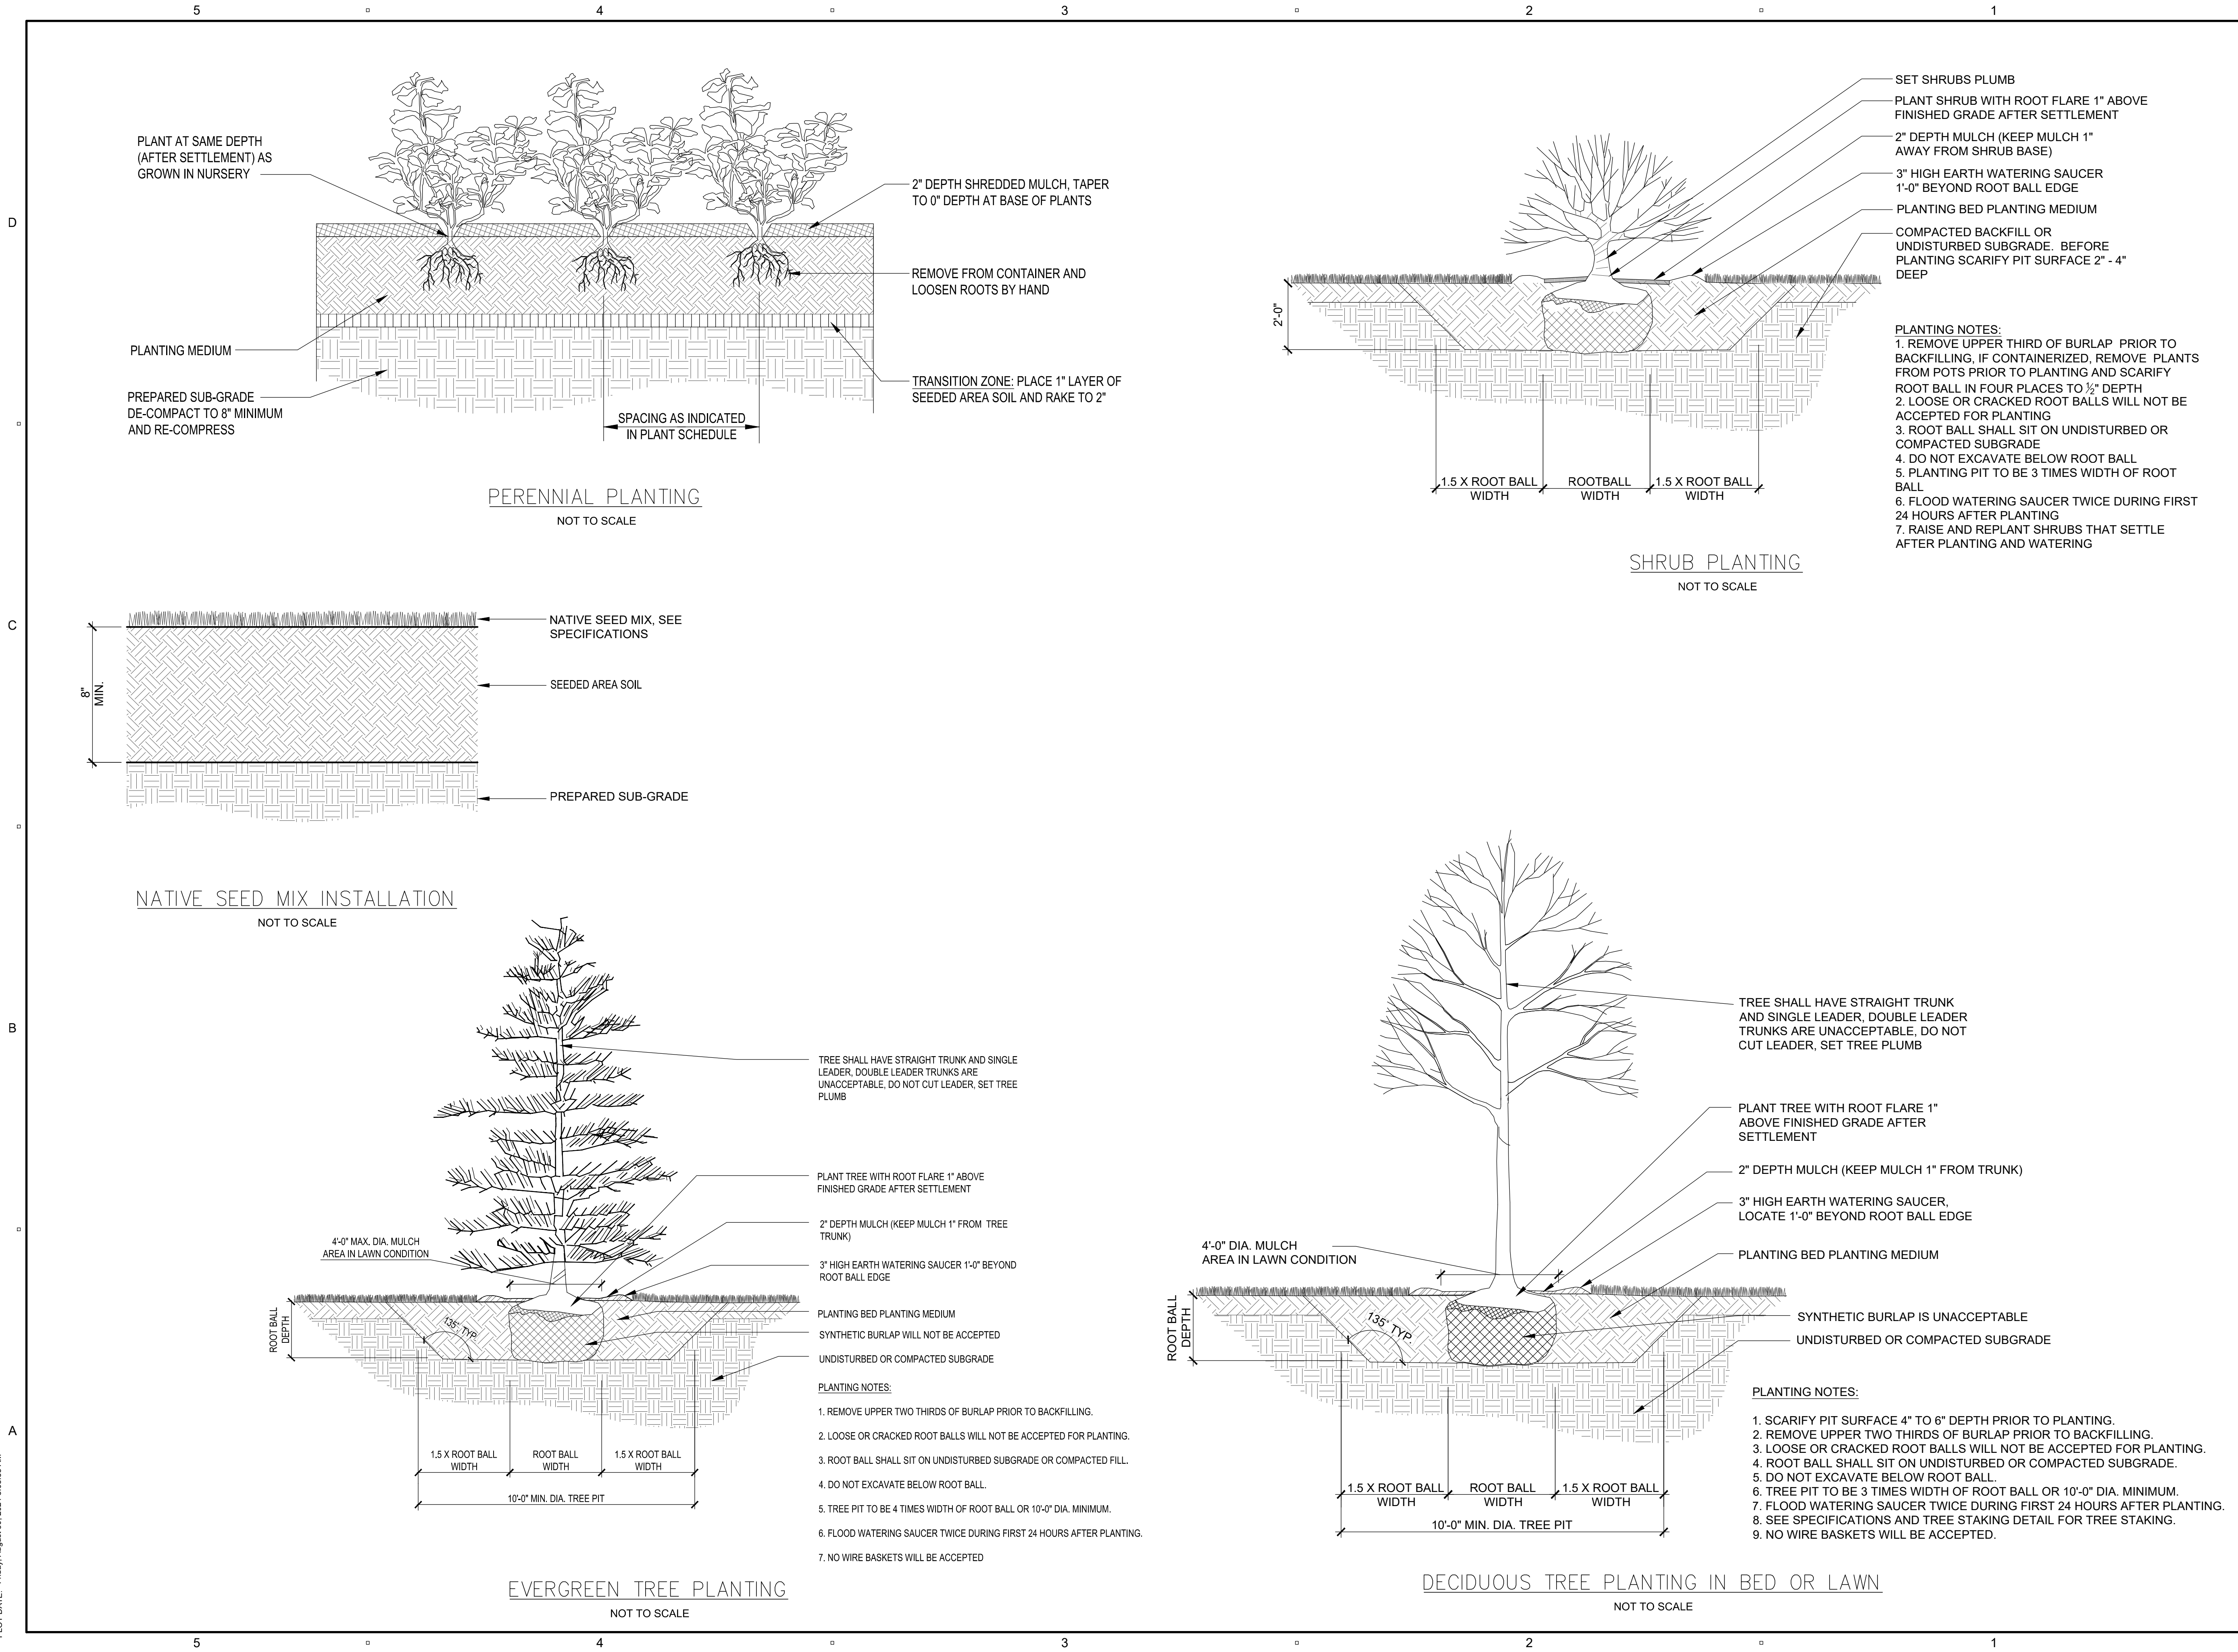 5 4 3 2 1
D
C
B
A
PLANT AT SAME DEPTH
(AFTER SETTLEMENT) AS
GROWN IN NURSERY
PLANTING MEDIUM
PREPARED SUB-GRADE
DE-COMPACT TO 8" MINIMUM
AND RE-COMPRESS
2" DEPTH SHREDDED MULCH, TAPER
TO 0" DEPTH AT BASE OF PLANTS
REMOVE FROM CONTAINER AND
LOOSEN ROOTS BY HAND
TRANSITION ZONE: PLACE 1" LAYER OF
SEEDED AREA SOIL AND RAKE TO 2"
SPACING AS INDICATED
IN PLANT SCHEDULE
PERENNIAL PLANTING
NOT TO SCALE
SET SHRUBS PLUMB
PLANT SHRUB WITH ROOT FLARE 1" ABOVE
FINISHED GRADE AFTER SETTLEMENT
2" DEPTH MULCH (KEEP MULCH 1"
AWAY FROM SHRUB BASE)
3" HIGH EARTH WATERING SAUCER
1'-0" BEYOND ROOT BALL EDGE
PLANTING BED PLANTING MEDIUM
COMPACTED BACKFILL OR
UNDISTURBED SUBGRADE. BEFORE
PLANTING SCARIFY PIT SURFACE 2" - 4"
DEEP
2'-0"
1.5 X ROOT BALL
WIDTH
ROOTBALL
WIDTH
1.5 X ROOT BALL
WIDTH
PLANTING NOTES:
1. REMOVE UPPER THIRD OF BURLAP PRIOR TO
BACKFILLING, IF CONTAINERIZED, REMOVE PLANTS
FROM POTS PRIOR TO PLANTING AND SCARIFY
ROOT BALL IN FOUR PLACES TO ½" DEPTH
2. LOOSE OR CRACKED ROOT BALLS WILL NOT BE
ACCEPTED FOR PLANTING
3. ROOT BALL SHALL SIT ON UNDISTURBED OR
COMPACTED SUBGRADE
4. DO NOT EXCAVATE BELOW ROOT BALL
5. PLANTING PIT TO BE 3 TIMES WIDTH OF ROOT
BALL
6. FLOOD WATERING SAUCER TWICE DURING FIRST
24 HOURS AFTER PLANTING
7. RAISE AND REPLANT SHRUBS THAT SETTLE
AFTER PLANTING AND WATERING
SHRUB PLANTING
NOT TO SCALE
8"
MIN.
NATIVE SEED MIX, SEE
SPECIFICATIONS
SEEDED AREA SOIL
PREPARED SUB-GRADE
NATIVE SEED MIX INSTALLATION
NOT TO SCALE
TREE SHALL HAVE STRAIGHT TRUNK AND SINGLE
LEADER, DOUBLE LEADER TRUNKS ARE
UNACCEPTABLE, DO NOT CUT LEADER, SET TREE
PLUMB
PLANT TREE WITH ROOT FLARE 1" ABOVE
FINISHED GRADE AFTER SETTLEMENT
2" DEPTH MULCH (KEEP MULCH 1" FROM TREE
TRUNK)
3" HIGH EARTH WATERING SAUCER 1'-0" BEYOND
ROOT BALL EDGE
PLANTING BED PLANTING MEDIUM
SYNTHETIC BURLAP WILL NOT BE ACCEPTED
UNDISTURBED OR COMPACTED SUBGRADE
4'-0" MAX. DIA. MULCH
AREA IN LAWN CONDITION
ROOT BALL
DEPTH
135° TYP.
1.5 X ROOT BALL
WIDTH
ROOT BALL
WIDTH
1.5 X ROOT BALL
WIDTH
10'-0" MIN. DIA. TREE PIT
PLANTING NOTES:
1. REMOVE UPPER TWO THIRDS OF BURLAP PRIOR TO BACKFILLING.
2. LOOSE OR CRACKED ROOT BALLS WILL NOT BE ACCEPTED FOR PLANTING.
3. ROOT BALL SHALL SIT ON UNDISTURBED SUBGRADE OR COMPACTED FILL.
4. DO NOT EXCAVATE BELOW ROOT BALL.
5. TREE PIT TO BE 4 TIMES WIDTH OF ROOT BALL OR 10'-0" DIA. MINIMUM.
6. FLOOD WATERING SAUCER TWICE DURING FIRST 24 HOURS AFTER PLANTING.
7. NO WIRE BASKETS WILL BE ACCEPTED
EVERGREEN TREE PLANTING
NOT TO SCALE
TREE SHALL HAVE STRAIGHT TRUNK
AND SINGLE LEADER, DOUBLE LEADER
TRUNKS ARE UNACCEPTABLE, DO NOT
CUT LEADER, SET TREE PLUMB
PLANT TREE WITH ROOT FLARE 1"
ABOVE FINISHED GRADE AFTER
SETTLEMENT
2" DEPTH MULCH (KEEP MULCH 1" FROM TRUNK)
3" HIGH EARTH WATERING SAUCER,
LOCATE 1'-0" BEYOND ROOT BALL EDGE
PLANTING BED PLANTING MEDIUM
SYNTHETIC BURLAP IS UNACCEPTABLE
UNDISTURBED OR COMPACTED SUBGRADE
4'-0" DIA. MULCH
AREA IN LAWN CONDITION
ROOT BALL
DEPTH
135° TYP.
1.5 X ROOT BALL
WIDTH
ROOT BALL
WIDTH
1.5 X ROOT BALL
WIDTH
10'-0" MIN. DIA. TREE PIT
PLANTING NOTES:
1. SCARIFY PIT SURFACE 4" TO 6" DEPTH PRIOR TO PLANTING.
2. REMOVE UPPER TWO THIRDS OF BURLAP PRIOR TO BACKFILLING.
3. LOOSE OR CRACKED ROOT BALLS WILL NOT BE ACCEPTED FOR PLANTING.
4. ROOT BALL SHALL SIT ON UNDISTURBED OR COMPACTED SUBGRADE.
5. DO NOT EXCAVATE BELOW ROOT BALL.
6. TREE PIT TO BE 3 TIMES WIDTH OF ROOT BALL OR 10'-0" DIA. MINIMUM.
7. FLOOD WATERING SAUCER TWICE DURING FIRST 24 HOURS AFTER PLANTING.
8. SEE SPECIFICATIONS AND TREE STAKING DETAIL FOR TREE STAKING.
9. NO WIRE BASKETS WILL BE ACCEPTED.
DECIDUOUS TREE PLANTING IN BED OR LAWN
NOT TO SCALE
5 4 3 2 1